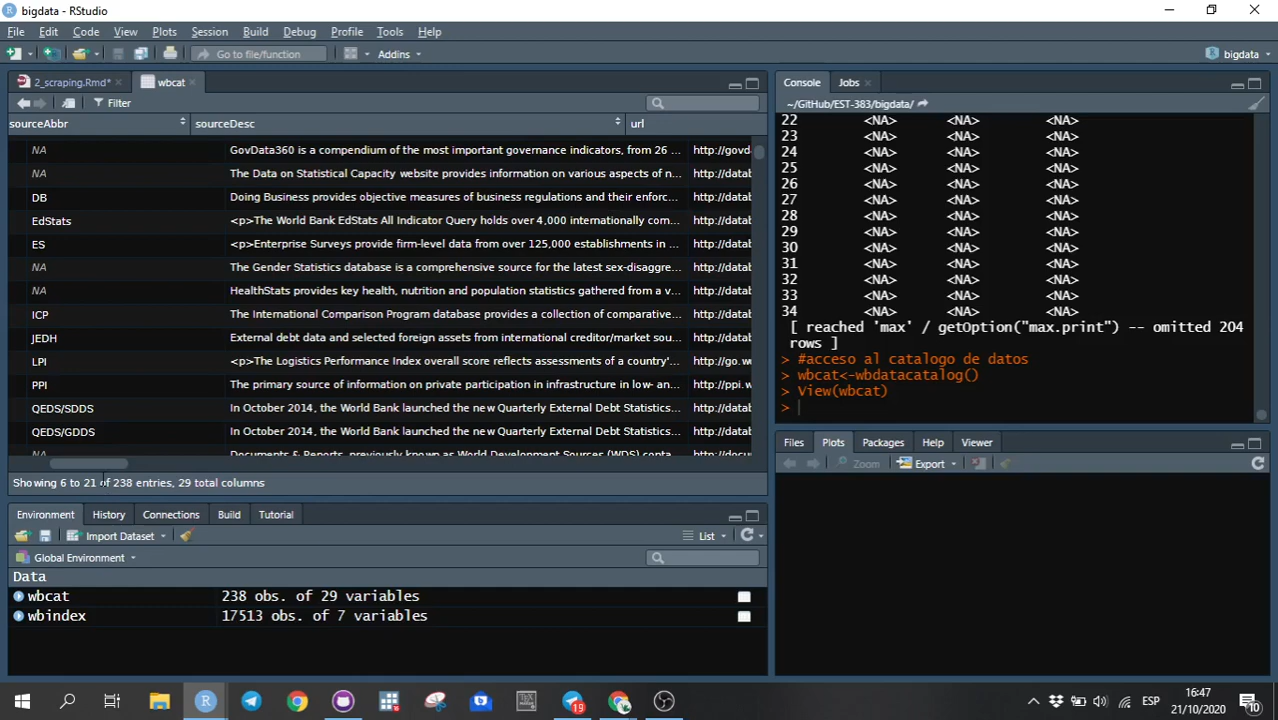 bigdata - RStudio
File Edit Code View Plots Session Build Debug Profile Tools Help
Go to file/function Addins bigdata
2_scraping.Rmd* wbcat
Filter
sourceAbbr sourceDesc url
NA GovData360 is a compendium of the most important governance indicators, from 26 ... http://govd
NA The Data on Statistical Capacity website provides information on various aspects of n... http://datab
DB Doing Business provides objective measures of business regulations and their enforc... http://datab
EdStats <p>The World Bank EdStats All Indicator Query holds over 4,000 internationally com... http://datab
ES <p>Enterprise Surveys provide firm-level data from over 125,000 establishments in ... http://datab
NA The Gender Statistics database is a comprehensive source for the latest sex-disaggre... http://datab
NA HealthStats provides key health, nutrition and population statistics gathered from a v... http://datab
ICP The International Comparison Program database provides a collection of comparative... http://datab
JEDH External debt data and selected foreign assets from international creditor/market sou... http://datab
LPI <p>The Logistics Performance Index overall score reflects assessments of a country'... http://go.w
PPI The primary source of information on private participation in infrastructure in low- an... http://ppi.w
QEDS/SDDS In October 2014, the World Bank launched the new Quarterly External Debt Statistics... http://datab
QEDS/GDDS In October 2014, the World Bank launched the new Quarterly External Debt Statistics... http://datab
NA Documents & Reports, previously known as World Development Sources (WDS) conta... http://docu
Showing 6 to 21 of 238 entries, 29 total columns
Environment History Connections Build Tutorial
Import Dataset List
Global Environment
Data
wbcat 238 obs. of 29 variables
wbindex 17513 obs. of 7 variables
Console Jobs
~/GitHub/EST-383/bigdata/
22 <NA> <NA> <NA>
23 <NA> <NA> <NA>
24 <NA> <NA> <NA>
25 <NA> <NA> <NA>
26 <NA> <NA> <NA>
27 <NA> <NA> <NA>
28 <NA> <NA> <NA>
29 <NA> <NA> <NA>
30 <NA> <NA> <NA>
31 <NA> <NA> <NA>
32 <NA> <NA> <NA>
33 <NA> <NA> <NA>
34 <NA> <NA> <NA>
[ reached 'max' / getOption("max.print") -- omitted 204
rows ]
> #acceso al catalogo de datos
> wbcat<-wbdatacatalog()
> View(wbcat)
>
Files Plots Packages Help Viewer
Zoom Export
19
ESP
16:47
21/10/2020
10